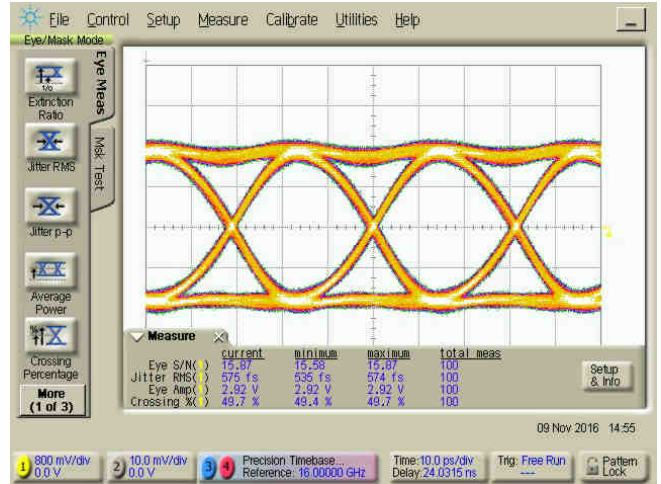 File Control Setup Measure Calibrate Utilities Help
Eye/Mask Mode
Eye Meas
Msk Test
Extinction
Ratio
Jitter RMS
Jitter p-p
Average
Power
Crossing
Percentage
More
(1 of 3)
Measure
current minimum maximum total meas
Eye S/N(1) 15.87 15.58 15.87 100
Jitter RMS(1) 575 fs 535 fs 574 fs 100
Eye Amp(1) 2.92 V 2.92 V 2.92 V 100
Crossing %(1) 49.7 % 49.4 % 49.7 % 100
Setup
& Info
09 Nov 2016 14:55
1 800 mV/div
0.0 V
2 10.0 mV/div
0.0 V
3 4 Precision Timebase...
Reference: 16.00000 GHz
Time:10.0 ps/div
Delay:24.0315 ns
Trig: Free Run
---
Pattern
Lock